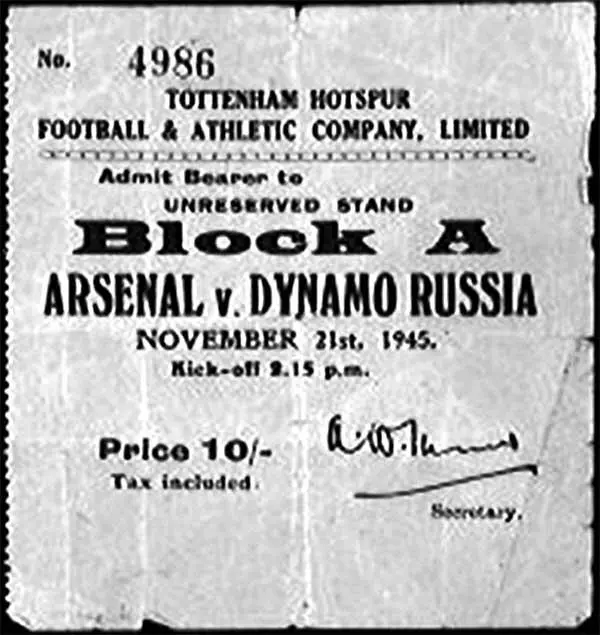 No. 4986
TOTTENHAM HOTSPUR
FOOTBALL & ATHLETIC COMPANY, LIMITED
Admit Bearer to
UNRESERVED STAND
Block A
ARSENAL v. DYNAMO RUSSIA
NOVEMBER 21st, 1945.
Kick-off 2.15 p.m.
Price 10/-
Tax included.
Secretary.